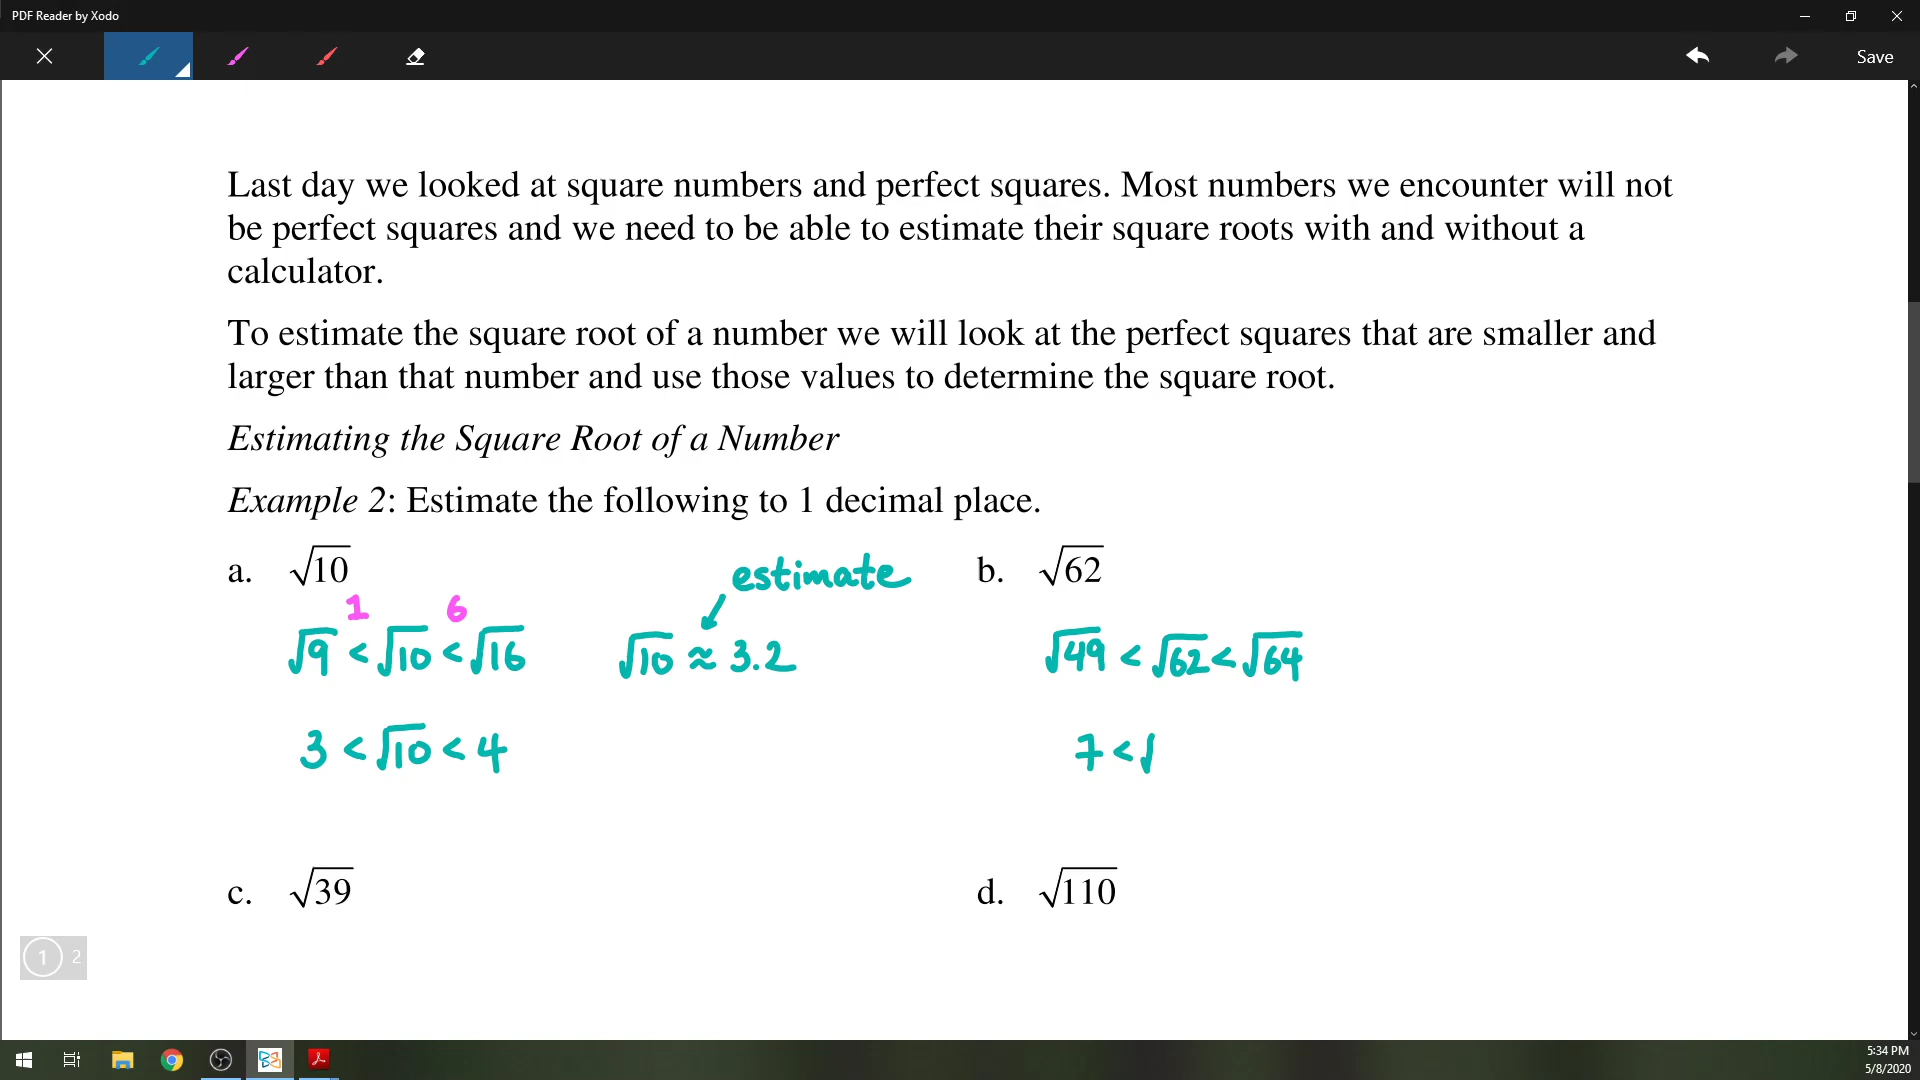 PDF Reader by Xodo
Save
Last day we looked at square numbers and perfect squares. Most numbers we encounter will not
be perfect squares and we need to be able to estimate their square roots with and without a
calculator.
To estimate the square root of a number we will look at the perfect squares that are smaller and
larger than that number and use those values to determine the square root.
Estimating the Square Root of a Number
Example 2: Estimate the following to 1 decimal place.
a. √10
estimate
b. √62
1 6
√9 < √10 < √16
√10 ≈ 3.2
√49 < √62 < √64
3 < √10 < 4
7 < √
c. √39
d. √110
1 2
5:34 PM
5/8/2020